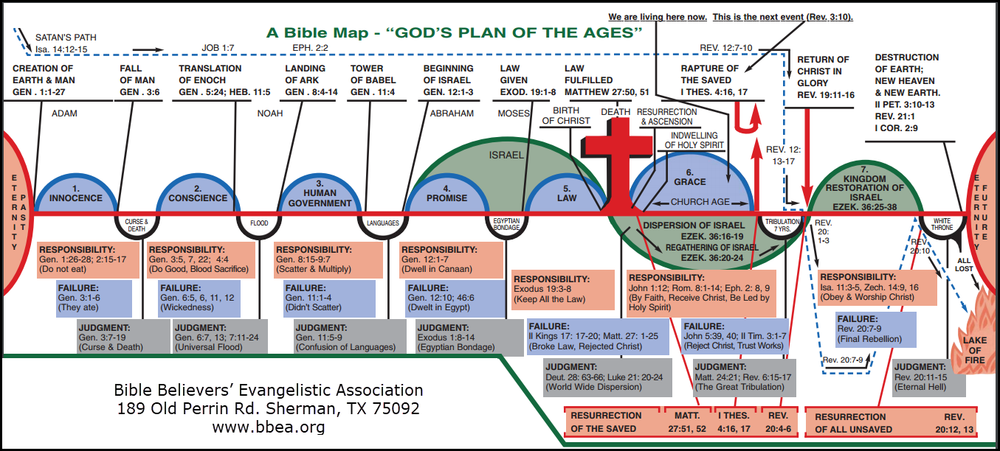 We are living here now. This is the next event (Rev. 3:10).
A Bible Map - “GOD’S PLAN OF THE AGES”
SATAN'S PATH
Isa. 14:12-15
JOB 1:7
EPH. 2:2
REV. 12:7-10
CREATION OF
EARTH & MAN
GEN . 1:1-27
FALL
OF MAN
GEN . 3:6
TRANSLATION
OF ENOCH
GEN . 5:24; HEB. 11:5
LANDING
OF ARK
GEN . 8:4-14
TOWER
OF BABEL
GEN . 11:4
BEGINNING
OF ISRAEL
GEN. 12:1-3
LAW
GIVEN
EXOD. 19:1-8
LAW
FULFILLED
MATTHEW 27:50, 51
RAPTURE OF
THE SAVED
I THES. 4:16, 17
RETURN OF
CHRIST IN
GLORY
REV. 19:11-16
DESTRUCTION
OF EARTH;
NEW HEAVEN
& NEW EARTH.
II PET. 3:10-13
REV. 21:1
I COR. 2:9
ADAM
NOAH
ABRAHAM
MOSES
BIRTH
OF CHRIST
DEATH
RESURRECTION
& ASCENSION
INDWELLING
OF HOLY SPIRIT
REV. 12:
13-17
ETERNITY
PAST
1.
INNOCENCE
2.
CONSCIENCE
3.
HUMAN
GOVERNMENT
ISRAEL
4.
PROMISE
5.
LAW
6.
GRACE
CHURCH AGE
7.
KINGDOM
RESTORATION OF
ISRAEL
EZEK. 36:25-38
ETERNITY
FUTURE
CURSE &
DEATH
FLOOD
LANGUAGES
EGYPTIAN
BONDAGE
DISPERSION OF ISRAEL
EZEK. 36:16-19
REGATHERING OF ISRAEL
EZEK. 36:20-24
TRIBULATION
7 YRS.
REV.
20:
1-3
WHITE
THRONE
REV.
20:10
ALL
LOST
RESPONSIBILITY:
Gen. 1:26-28; 2:15-17
(Do not eat)
FAILURE:
Gen. 3:1-6
(They ate)
JUDGMENT:
Gen. 3:7-19
(Curse & Death)
RESPONSIBILITY:
Gen. 3:5, 7, 22; 4:4
(Do Good, Blood Sacrifice)
FAILURE:
Gen. 6:5, 6, 11, 12
(Wickedness)
JUDGMENT:
Gen. 6:7, 13; 7:11-24
(Universal Flood)
RESPONSIBILITY:
Gen. 8:15-9:7
(Scatter & Multiply)
FAILURE:
Gen. 11:1-4
(Didn't Scatter)
JUDGMENT:
Gen. 11:5-9
(Confusion of Languages)
RESPONSIBILITY:
Gen. 12:1-7
(Dwell in Canaan)
FAILURE:
Gen. 12:10; 46:6
(Dwelt in Egypt)
JUDGMENT:
Exodus 1:8-14
(Egyptian Bondage)
RESPONSIBILITY:
Exodus 19:3-8
(Keep All the Law)
FAILURE:
II Kings 17: 17-20; Matt. 27: 1-25
(Broke Law, Rejected Christ)
JUDGMENT:
Deut. 28: 63-66; Luke 21: 20-24
(World Wide Dispersion)
RESPONSIBILITY:
John 1:12; Rom. 8:1-14; Eph. 2: 8, 9
(By Faith, Receive Christ, Be Led by
Holy Spirit)
FAILURE:
John 5:39, 40; II Tim. 3:1-7
(Reject Christ, Trust Works)
JUDGMENT:
Matt. 24:21; Rev. 6:15-17
(The Great Tribulation)
RESPONSIBILITY:
Isa. 11:3-5, Zech. 14:9, 16
(Obey & Worship Christ)
FAILURE:
Rev. 20:7-9
(Final Rebellion)
Rev. 20:7-9
JUDGMENT:
Rev. 20:11-15
(Eternal Hell)
LAKE
OF
FIRE
Bible Believers’ Evangelistic Association
189 Old Perrin Rd. Sherman, TX 75092
www.bbea.org
RESURRECTION
OF THE SAVED
MATT.
27:51, 52
I THES.
4:16, 17
REV.
20:4-6
RESURRECTION
OF ALL UNSAVED
REV.
20:12, 13